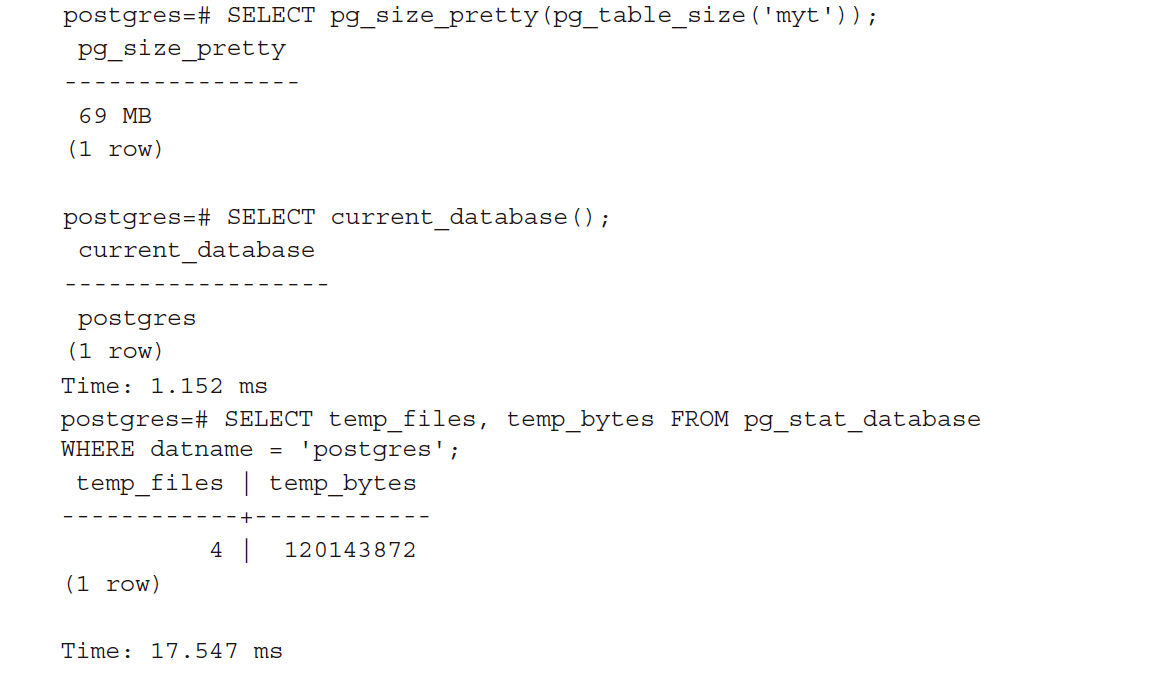 postgres=# SELECT pg_size_pretty(pg_table_size('myt'));
 pg_size_pretty
----------------
 69 MB
(1 row)

postgres=# SELECT current_database();
 current_database
------------------
 postgres
(1 row)
Time: 1.152 ms
postgres=# SELECT temp_files, temp_bytes FROM pg_stat_database
WHERE datname = 'postgres';
 temp_files | temp_bytes
------------+------------
          4 |  120143872
(1 row)

Time: 17.547 ms